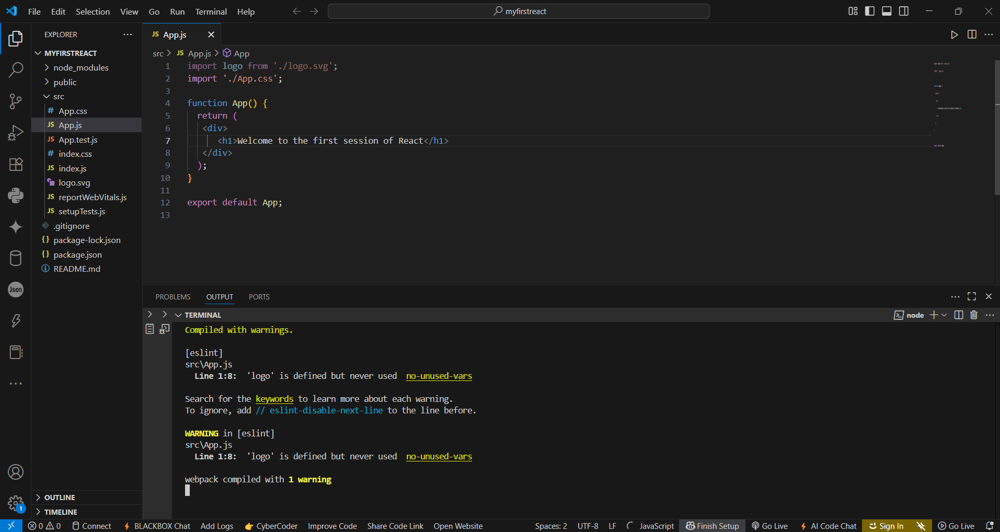 File Edit Selection View Go Run Terminal Help
myfirstreact
EXPLORER
MYFIRSTREACT
node_modules
public
src
# App.css
JS App.js
JS App.test.js
# index.css
JS index.js
logo.svg
JS reportWebVitals.js
JS setupTests.js
.gitignore
{} package-lock.json
{} package.json
README.md
OUTLINE
TIMELINE
Json
1
JS App.js
src > JS App.js > App
1 import logo from './logo.svg';
2 import './App.css';
3
4 function App() {
5 return (
6 <div>
7 <h1>Welcome to the first session of React</h1>
8 </div>
9 );
10 }
11
12 export default App;
13
PROBLEMS OUTPUT PORTS
TERMINAL
node
Compiled with warnings.
[eslint]
src\App.js
Line 1:8: 'logo' is defined but never used no-unused-vars
Search for the keywords to learn more about each warning.
To ignore, add // eslint-disable-next-line to the line before.
WARNING in [eslint]
src\App.js
Line 1:8: 'logo' is defined but never used no-unused-vars
webpack compiled with 1 warning
0 0 Connect BLACKBOX Chat Add Logs CyberCoder Improve Code Share Code Link Open Website Spaces: 2 UTF-8 LF JavaScript Finish Setup Go Live AI Code Chat Sign In Go Live